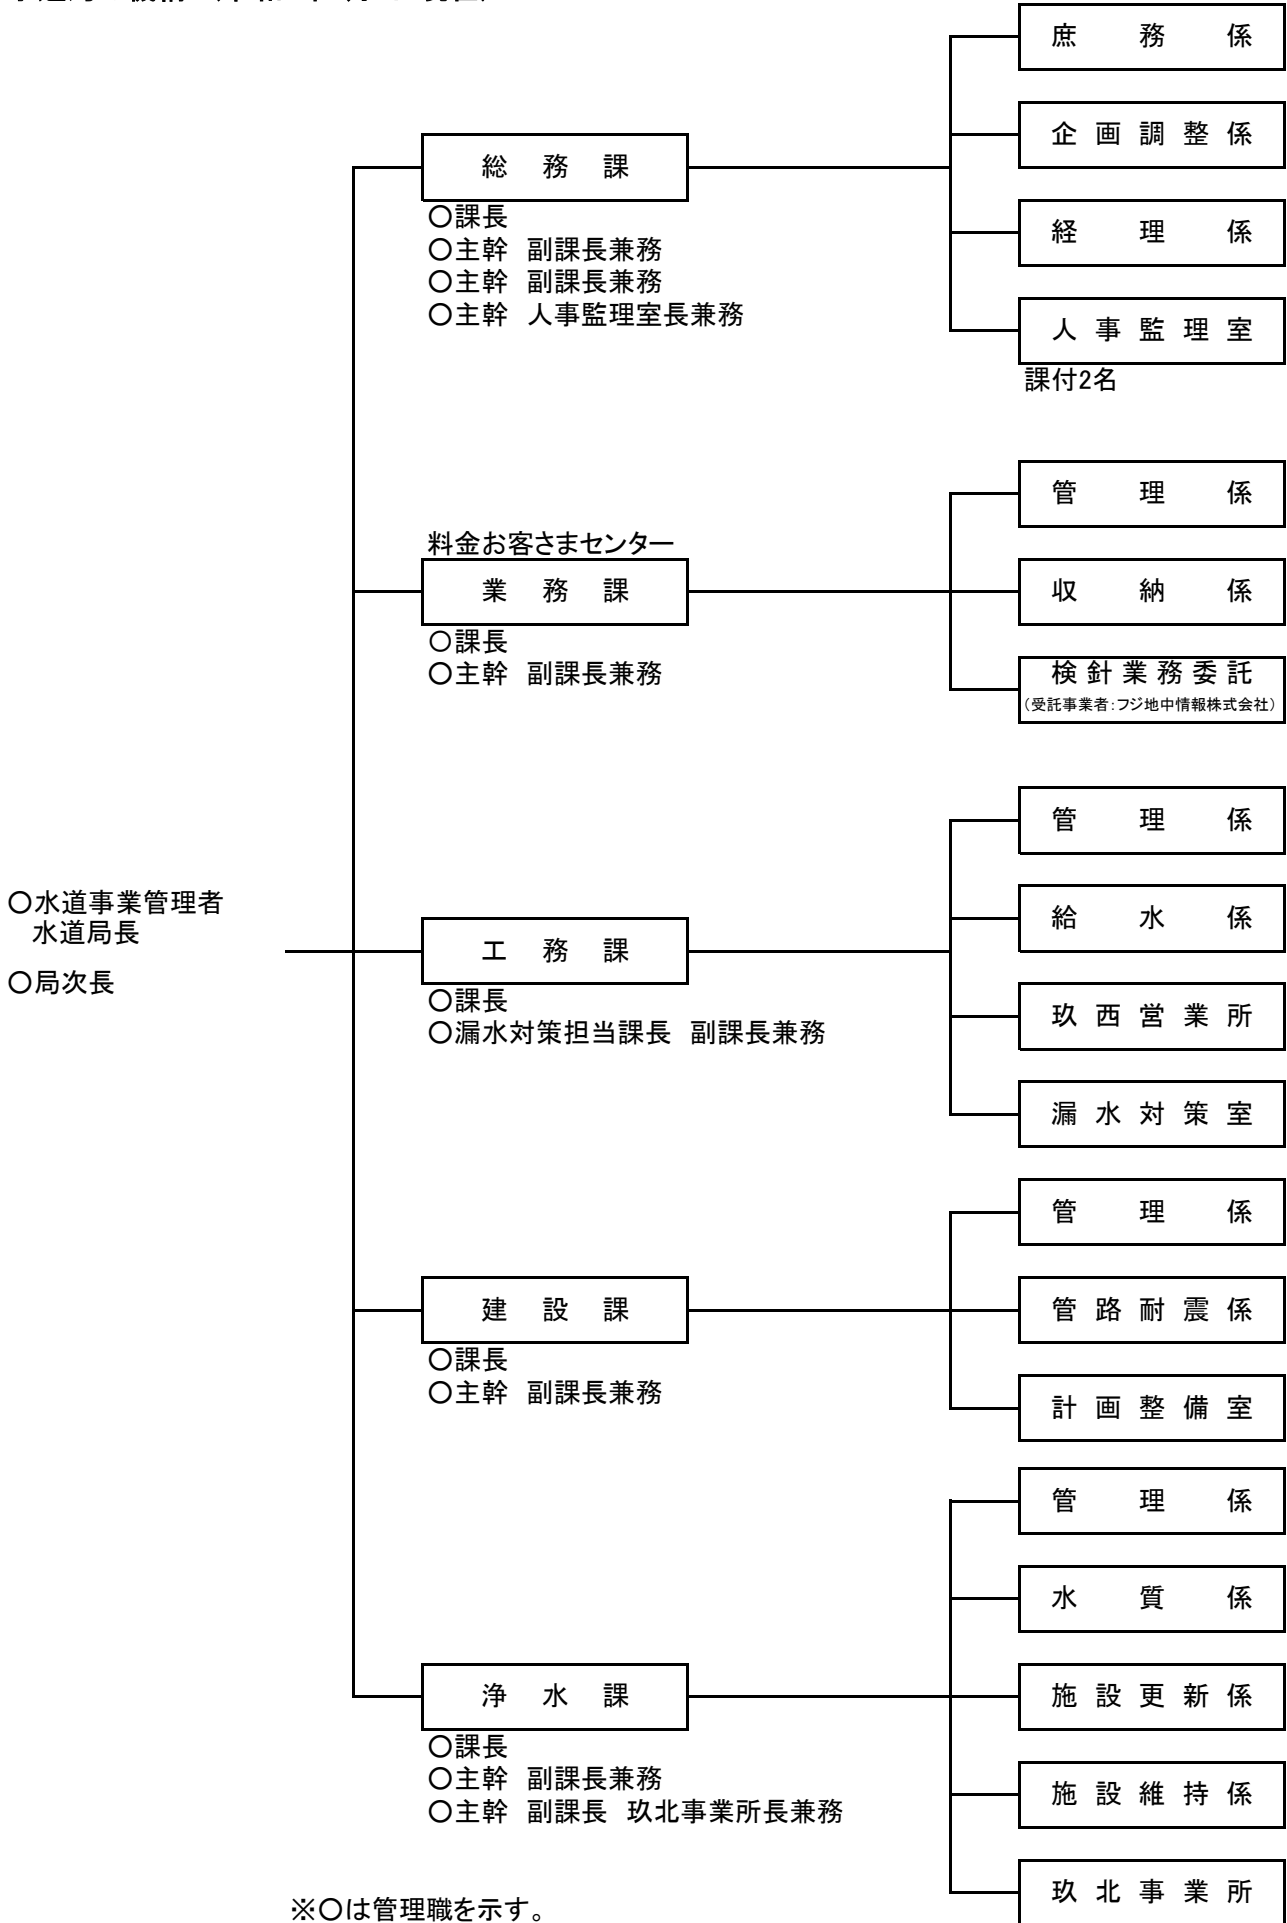 庶務係
企画調整係
総務課
○課長
○主幹 副課長兼務
○主幹 副課長兼務
○主幹 人事監理室長兼務
経理係
人事監理室
課付2名
管理係
料金お客さまセンター
業務課
○課長
○主幹 副課長兼務
収納係
検針業務委託
（受託事業者：フジ地中情報株式会社）
管理係
○水道事業管理者
水道局長
○局次長
給水係
工務課
○課長
○漏水対策担当課長 副課長兼務
玖西営業所
漏水対策室
管理係
建設課
○課長
○主幹 副課長兼務
管路耐震係
計画整備室
管理係
水質係
浄水課
○課長
○主幹 副課長兼務
○主幹 副課長 玖北事業所長兼務
施設更新係
施設維持係
玖北事業所
※○は管理職を示す。